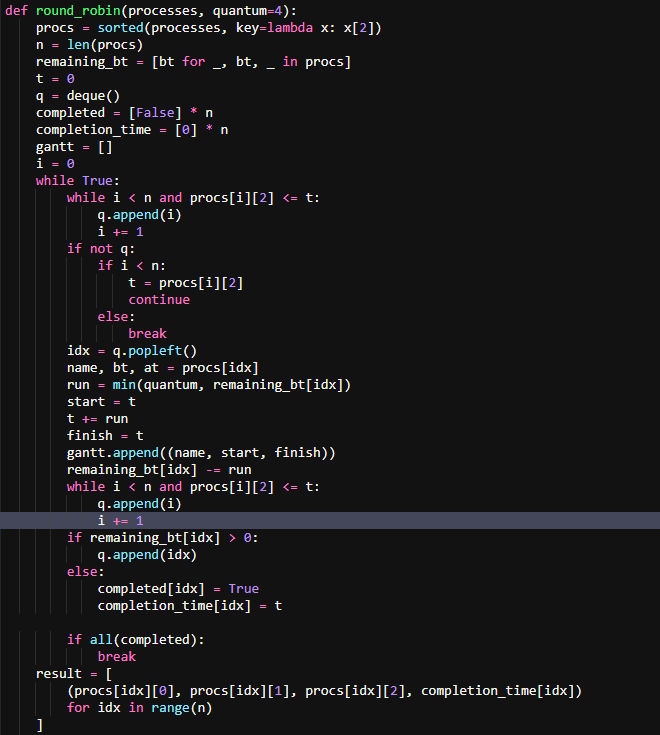 def round_robin(processes, quantum=4):
    procs = sorted(processes, key=lambda x: x[2])
    n = len(procs)
    remaining_bt = [bt for _, bt, _ in procs]
    t = 0
    q = deque()
    completed = [False] * n
    completion_time = [0] * n
    gantt = []
    i = 0
    while True:
        while i < n and procs[i][2] <= t:
            q.append(i)
            i += 1
        if not q:
            if i < n:
                t = procs[i][2]
                continue
            else:
                break
        idx = q.popleft()
        name, bt, at = procs[idx]
        run = min(quantum, remaining_bt[idx])
        start = t
        t += run
        finish = t
        gantt.append((name, start, finish))
        remaining_bt[idx] -= run
        while i < n and procs[i][2] <= t:
            q.append(i)
            i += 1
        if remaining_bt[idx] > 0:
            q.append(idx)
        else:
            completed[idx] = True
            completion_time[idx] = t

        if all(completed):
            break
    result = [
        (procs[idx][0], procs[idx][1], procs[idx][2], completion_time[idx])
        for idx in range(n)
    ]